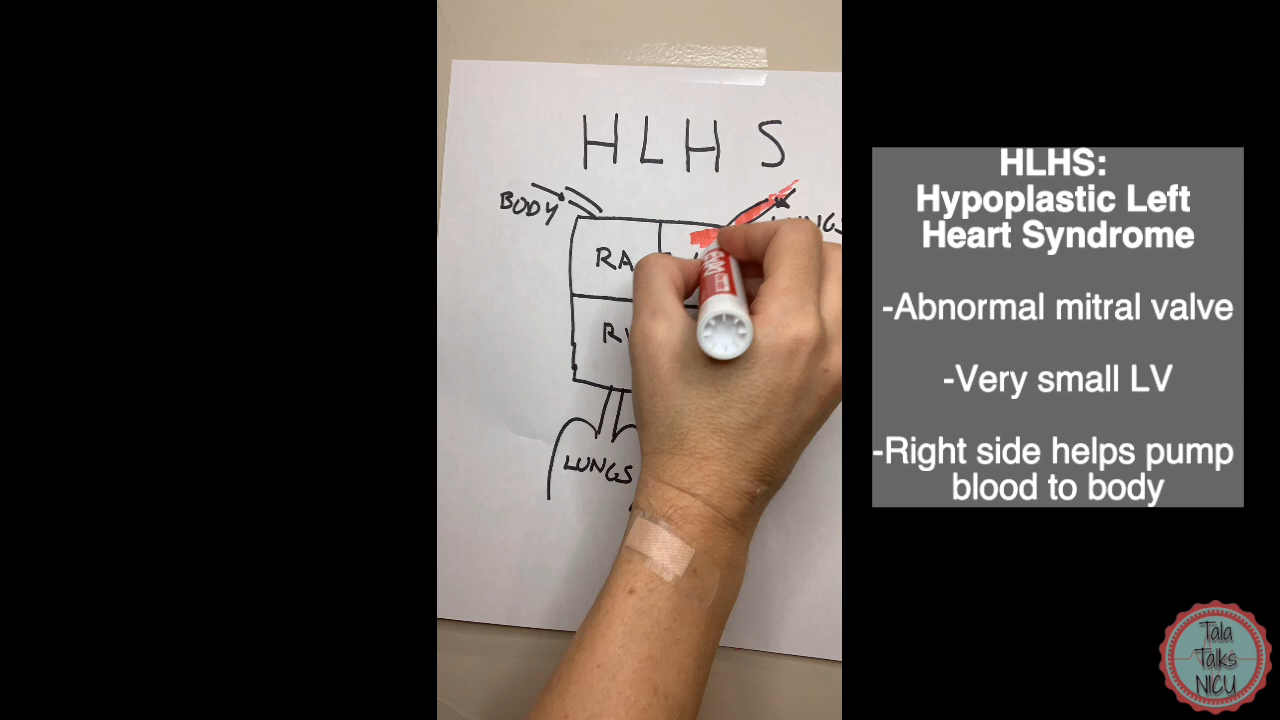 HLHS
BODY
RA
LUNGS
HLHS:
Hypoplastic Left
Heart Syndrome
-Abnormal mitral valve
-Very small LV
-Right side helps pump
blood to body
Tala
Talks
NICU